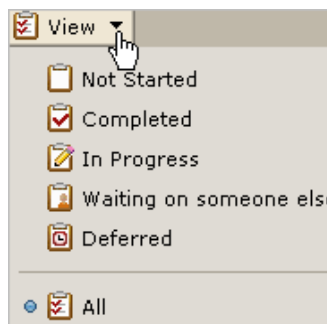 View
Not Started
Completed
In Progress
Waiting on someone els
Deferred
All